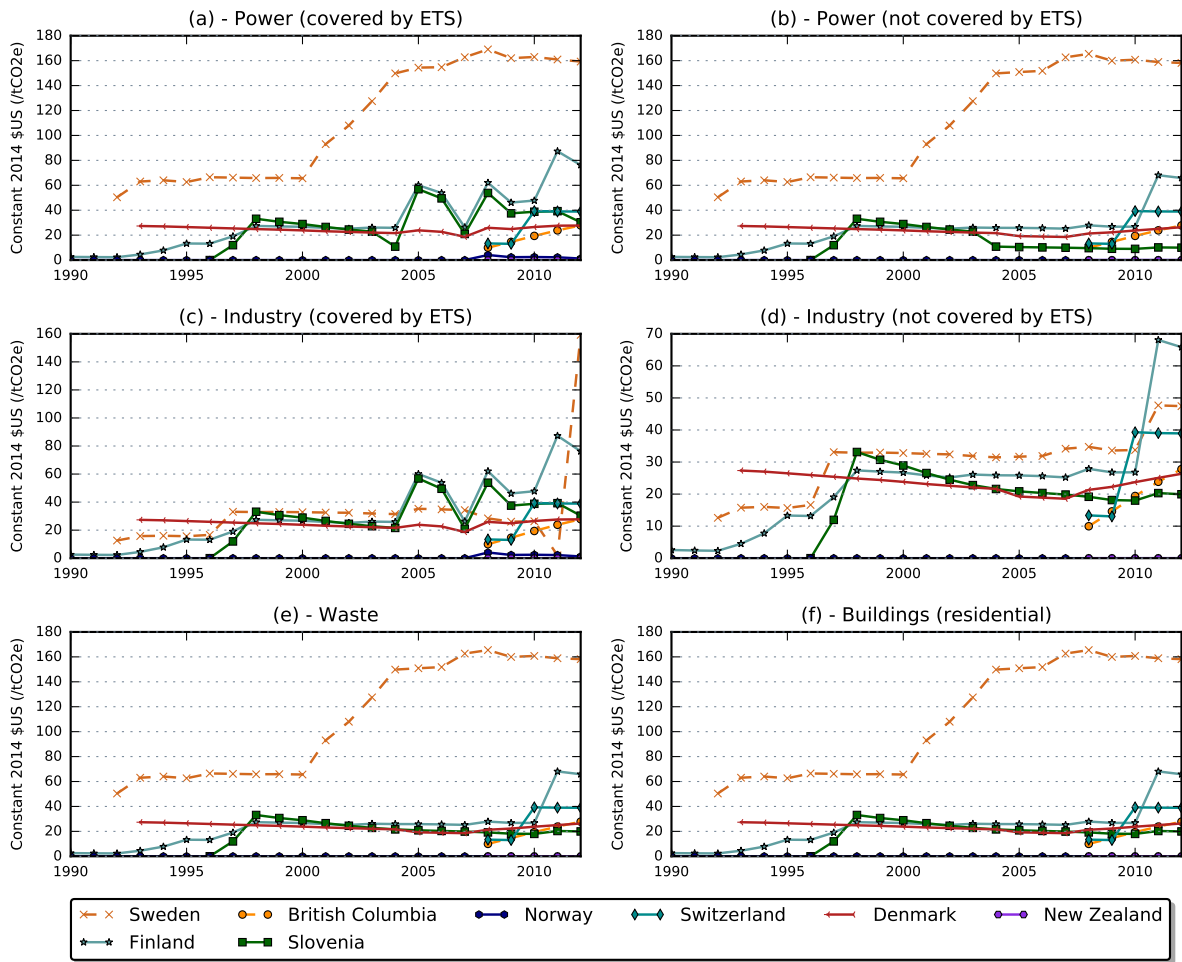 (a) - Power (covered by ETS)
Constant 2014 $US (/tCO2e)
180
160
140
120
100
80
60
40
20
0
1990 1995 2000 2005 2010
(b) - Power (not covered by ETS)
Constant 2014 $US (/tCO2e)
180
160
140
120
100
80
60
40
20
0
1990 1995 2000 2005 2010
(c) - Industry (covered by ETS)
Constant 2014 $US (/tCO2e)
160
140
120
100
80
60
40
20
0
1990 1995 2000 2005 2010
(d) - Industry (not covered by ETS)
Constant 2014 $US (/tCO2e)
70
60
50
40
30
20
10
0
1990 1995 2000 2005 2010
(e) - Waste
Constant 2014 $US (/tCO2e)
180
160
140
120
100
80
60
40
20
0
1990 1995 2000 2005 2010
(f) - Buildings (residential)
Constant 2014 $US (/tCO2e)
180
160
140
120
100
80
60
40
20
0
1990 1995 2000 2005 2010
Sweden British Columbia Norway Switzerland Denmark New Zealand
Finland Slovenia